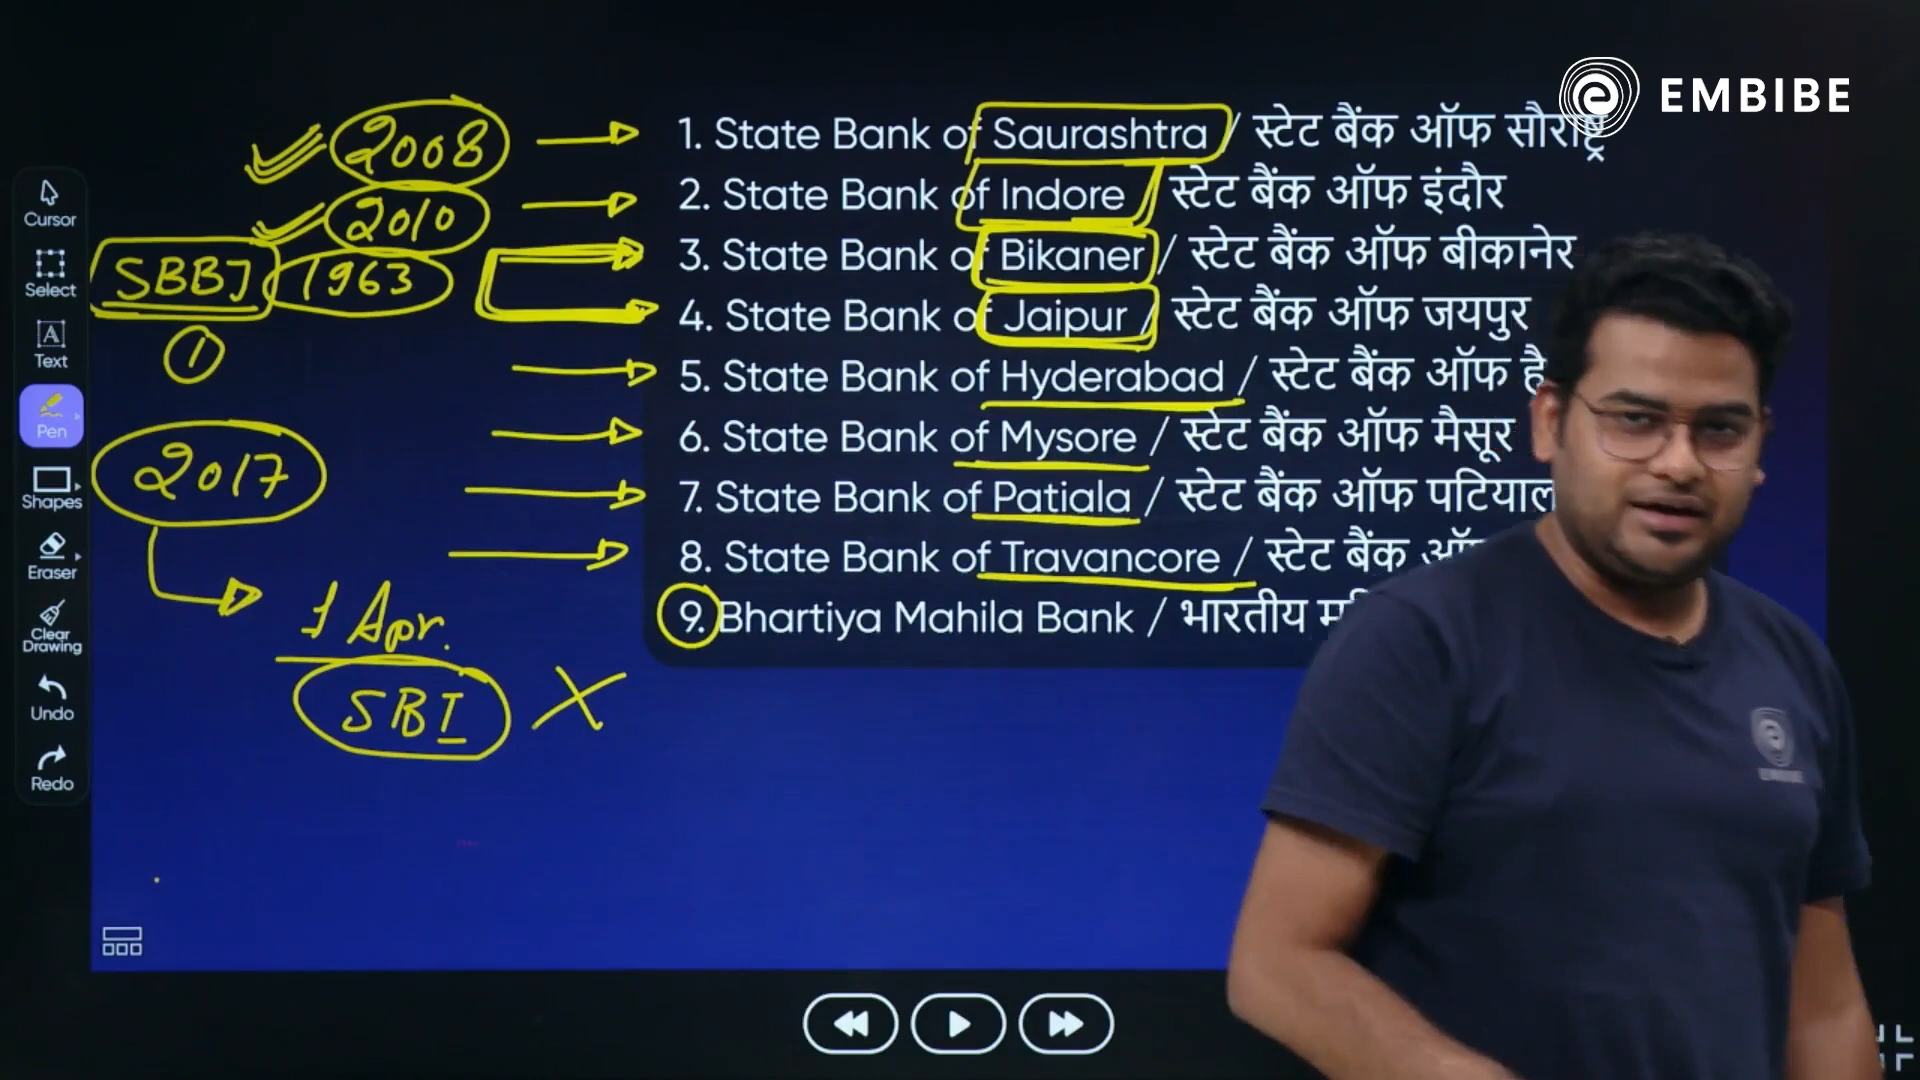 EMBIBE
2008
1. State Bank of Saurashtra / स्टेट बैंक ऑफ सौराष्ट्र
2010
2. State Bank of Indore / स्टेट बैंक ऑफ इंदौर
SBBJ 1963
3. State Bank of Bikaner / स्टेट बैंक ऑफ बीकानेर
4. State Bank of Jaipur / स्टेट बैंक ऑफ जयपुर
1
5. State Bank of Hyderabad / स्टेट बैंक ऑफ
6. State Bank of Mysore / स्टेट बैंक ऑफ मैसूर
2017
7. State Bank of Patiala / स्टेट बैंक ऑफ
8. State Bank of Travancore / स्टेट बैंक
9. Bhartiya Mahila Bank / भारतीय
1 Apr.
SBI X
Cursor
Select
Text
Pen
Shapes
Eraser
Clear
Drawing
Undo
Redo
EMBIBE